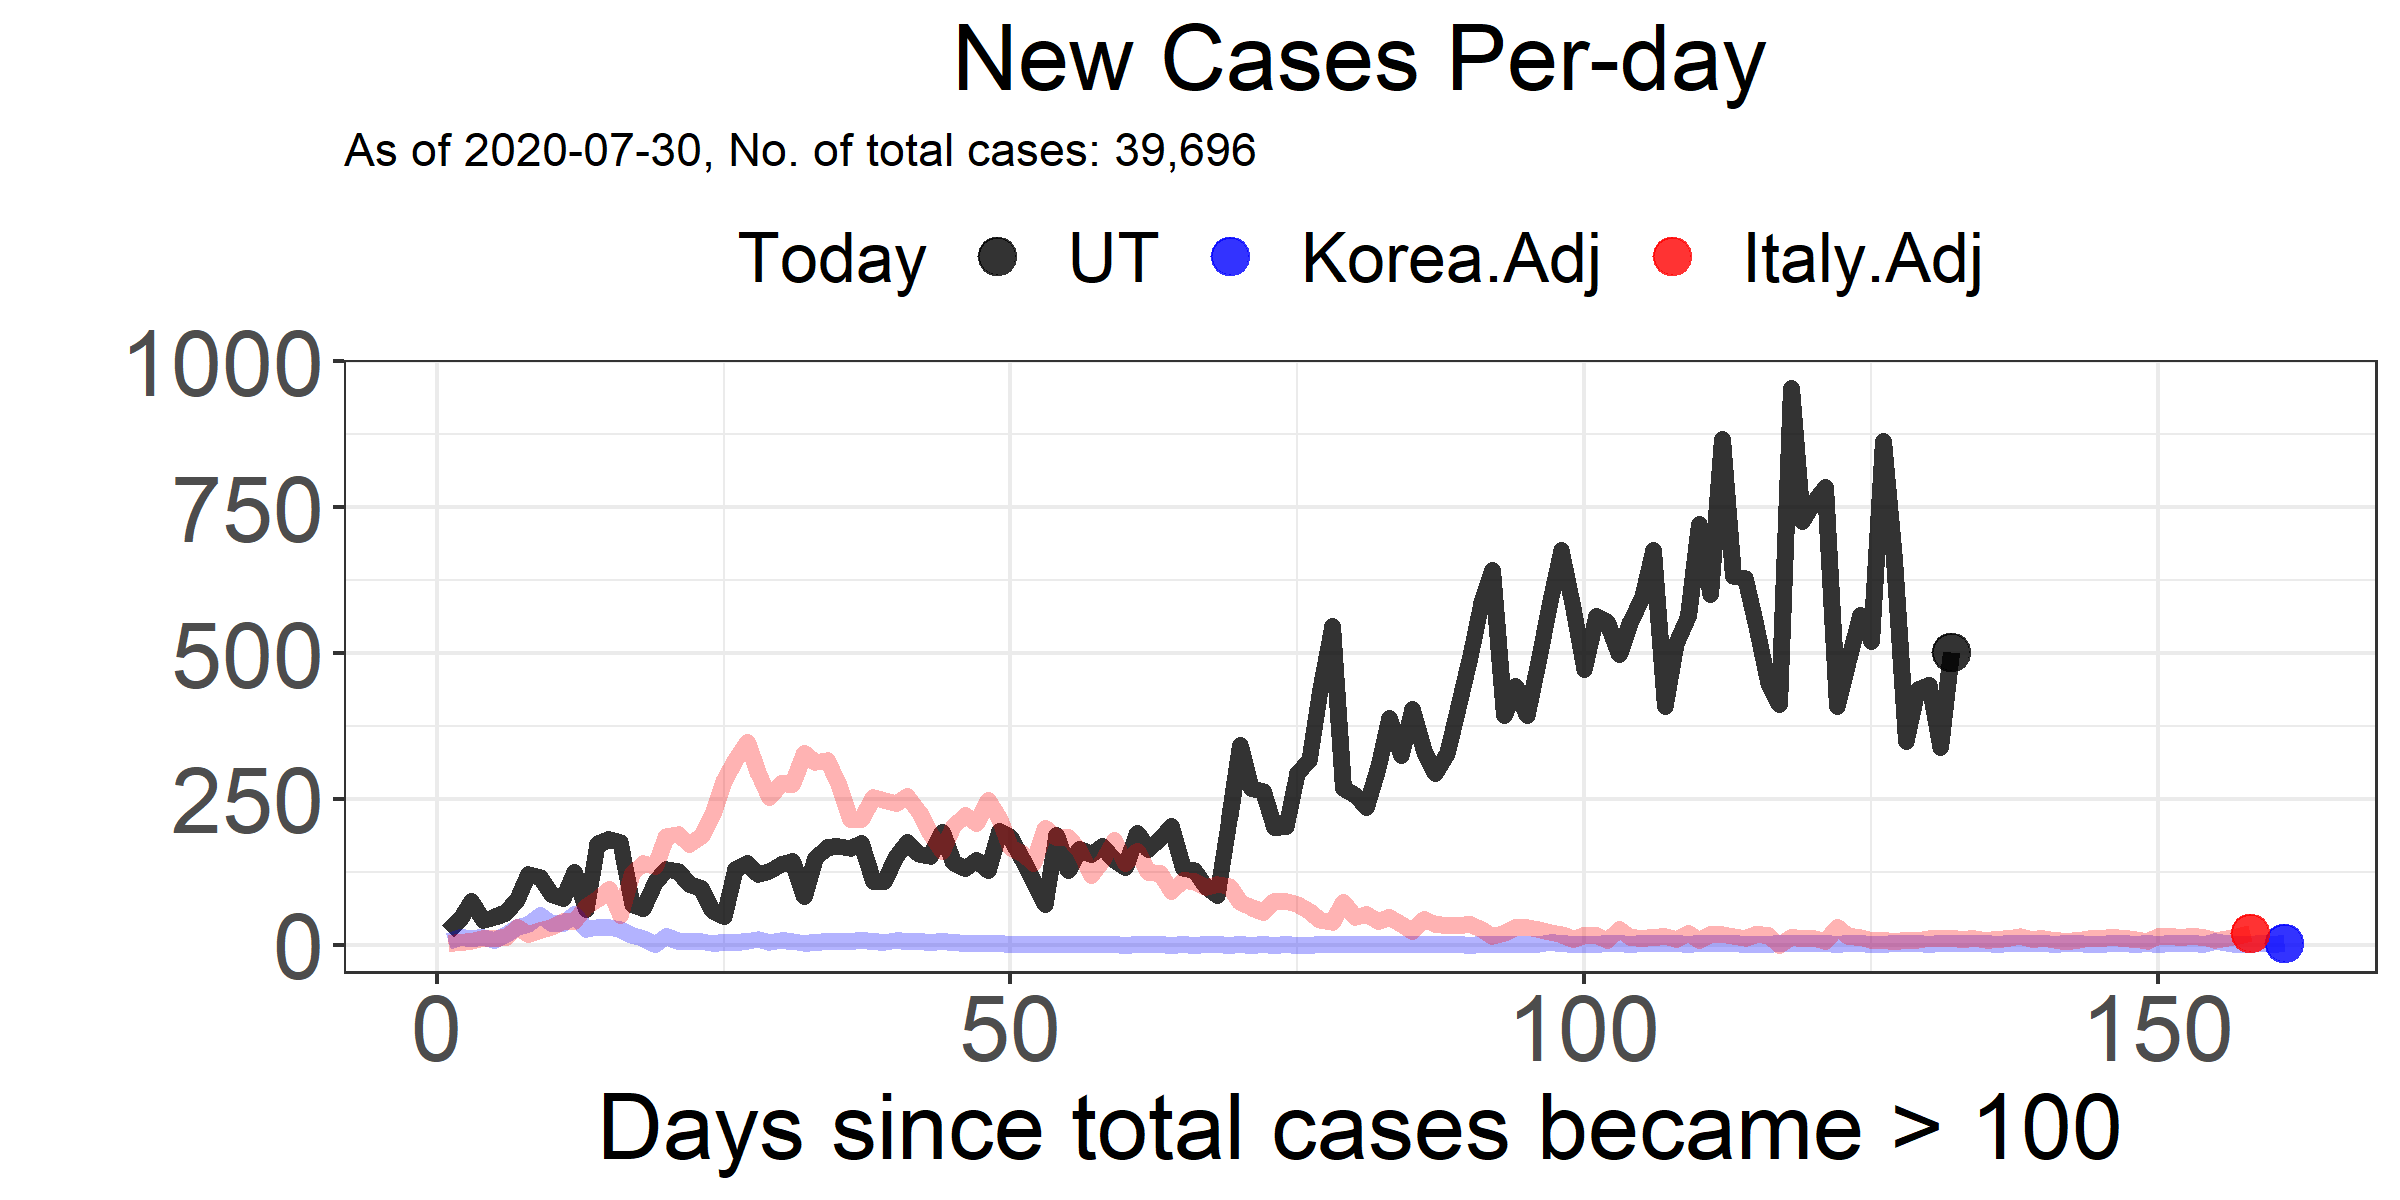 New Cases Per-day
As of 2020-07-30, No. of total cases: 39,696
Today UT Korea.Adj Italy.Adj
1000
750
500
250
0
0 50 100 150
Days since total cases became > 100